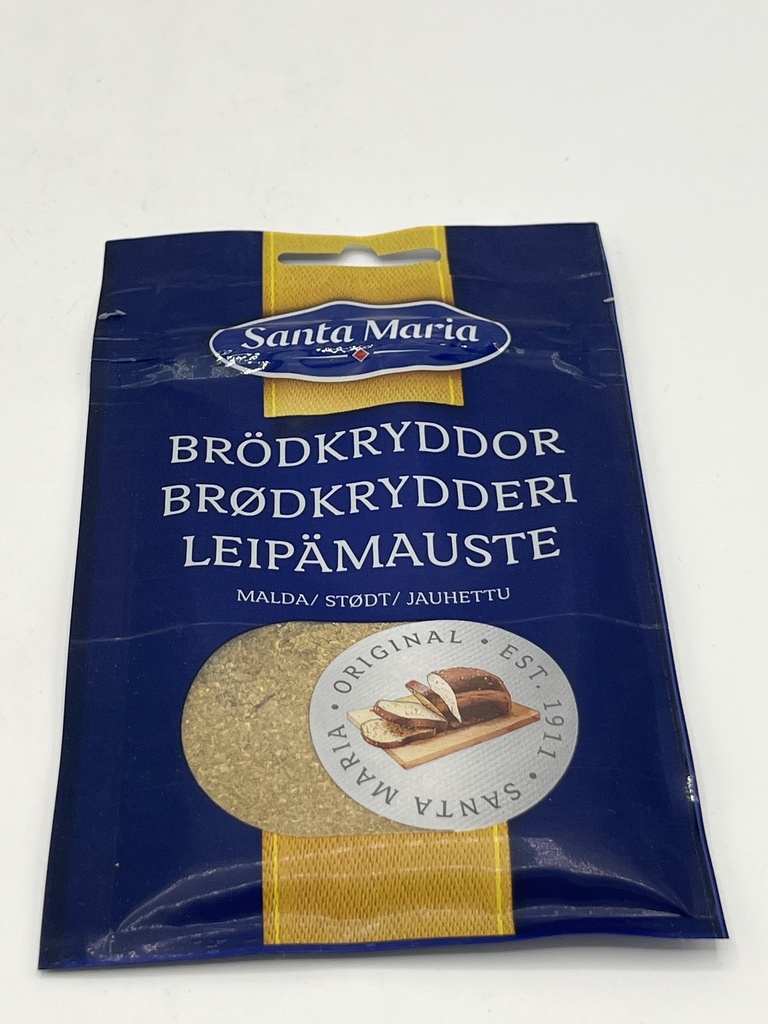 Santa Maria
BRÖDKRYDDOR
BRØDKRYDDERI
LEIPÄMAUSTE
MALDA/ STØDT/ JAUHETTU
ORIGINAL • EST. 1911 • SANTA MARIA •